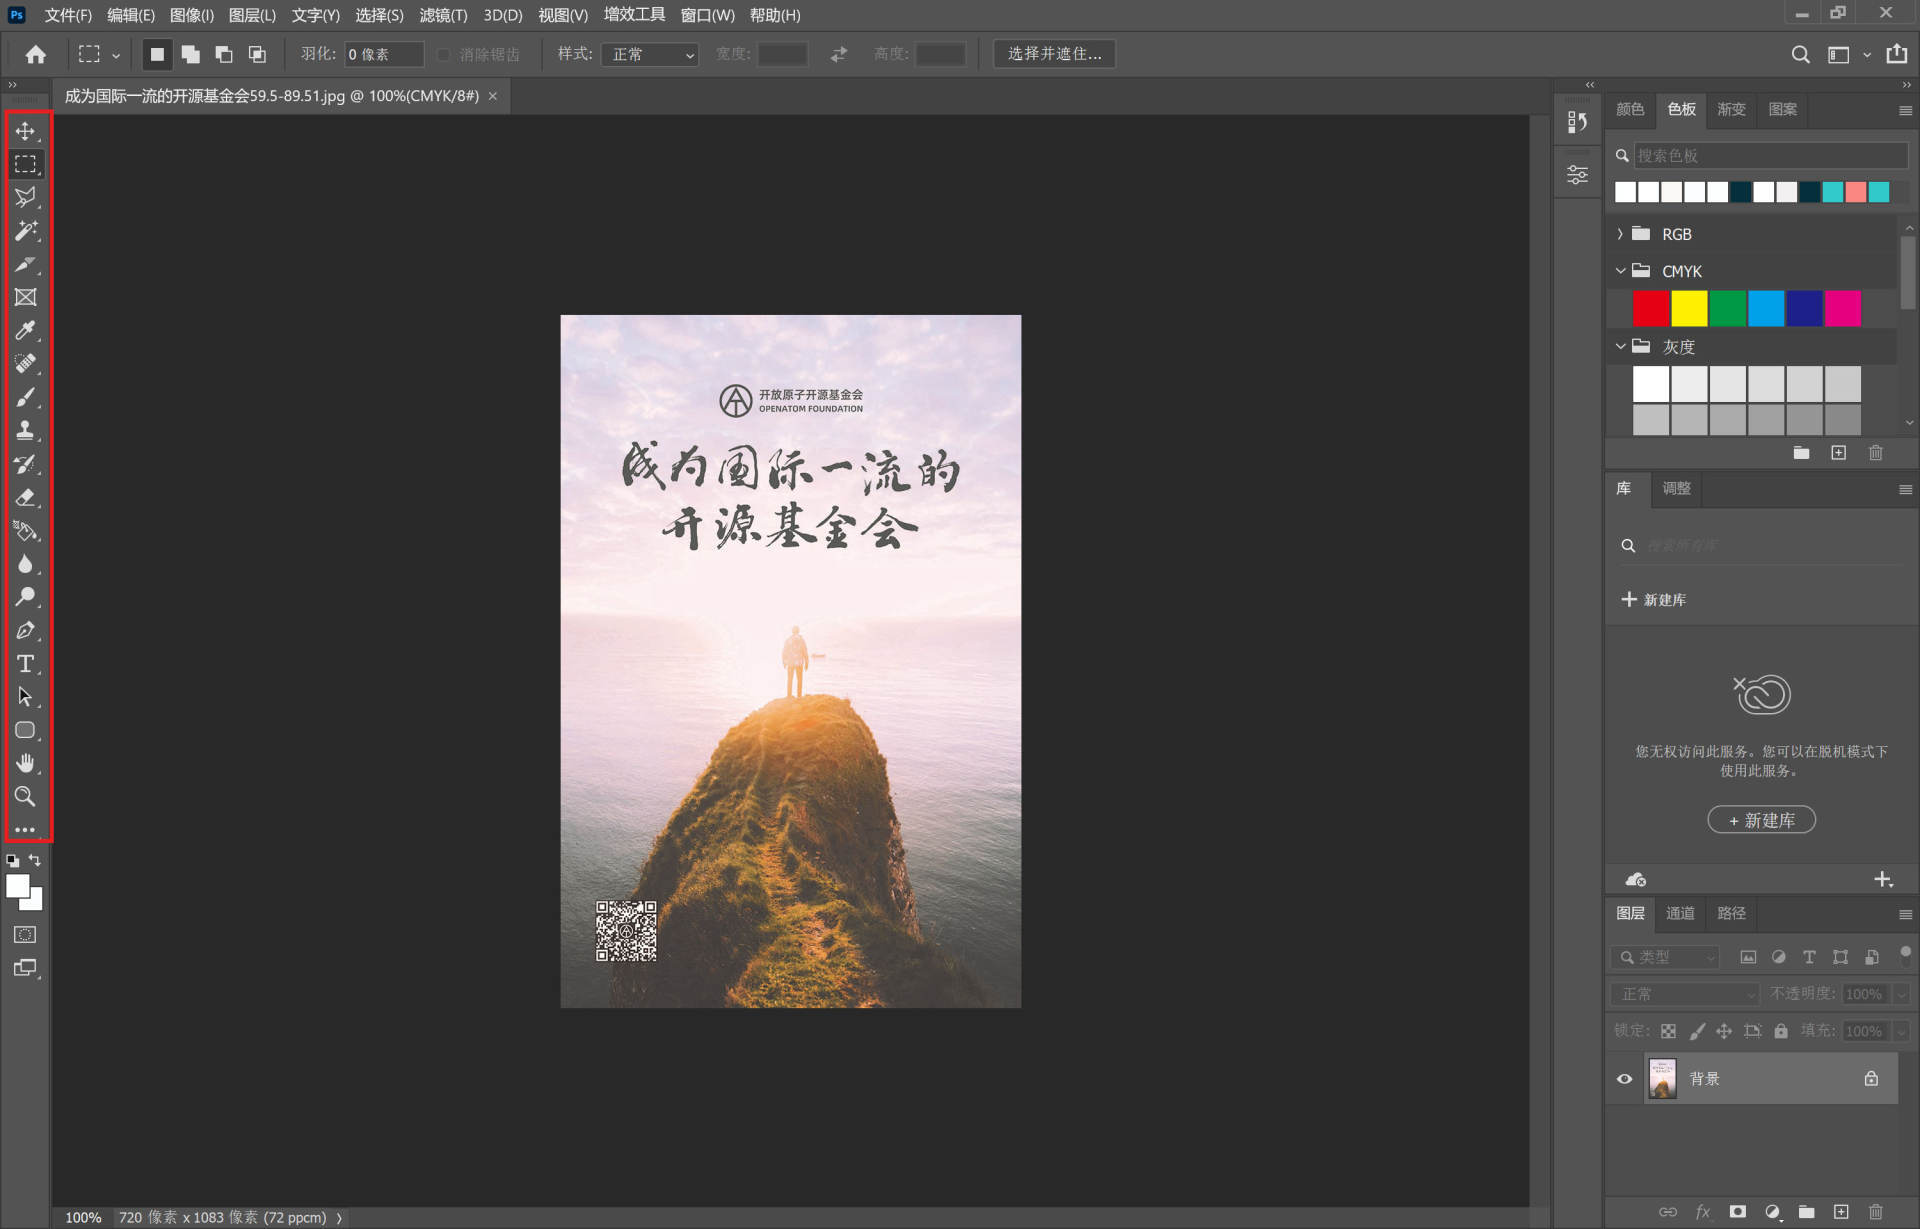 Ps 文件(F) 编辑(E) 图像(I) 图层(L) 文字(Y) 选择(S) 滤镜(T) 3D(D) 视图(V) 增效工具 窗口(W) 帮助(H)
羽化: 0 像素 消除锯齿 样式: 正常 宽度: 高度: 选择并遮住...
成为国际一流的开源基金会59.5-89.51.jpg @ 100%(CMYK/8#) ×
颜色 色板 渐变 图案
搜索色板
RGB
CMYK
灰度
开放原子开源基金会
OPENATOM FOUNDATION
成为国际一流的
开源基金会
库 调整
搜索所有库
新建库
您无权访问此服务。您可以在脱机模式下
使用此服务。
+ 新建库
图层 通道 路径
类型
正常 不透明度: 100%
锁定: 填充: 100%
背景
fx
100% 720 像素 x 1083 像素 (72 ppcm)